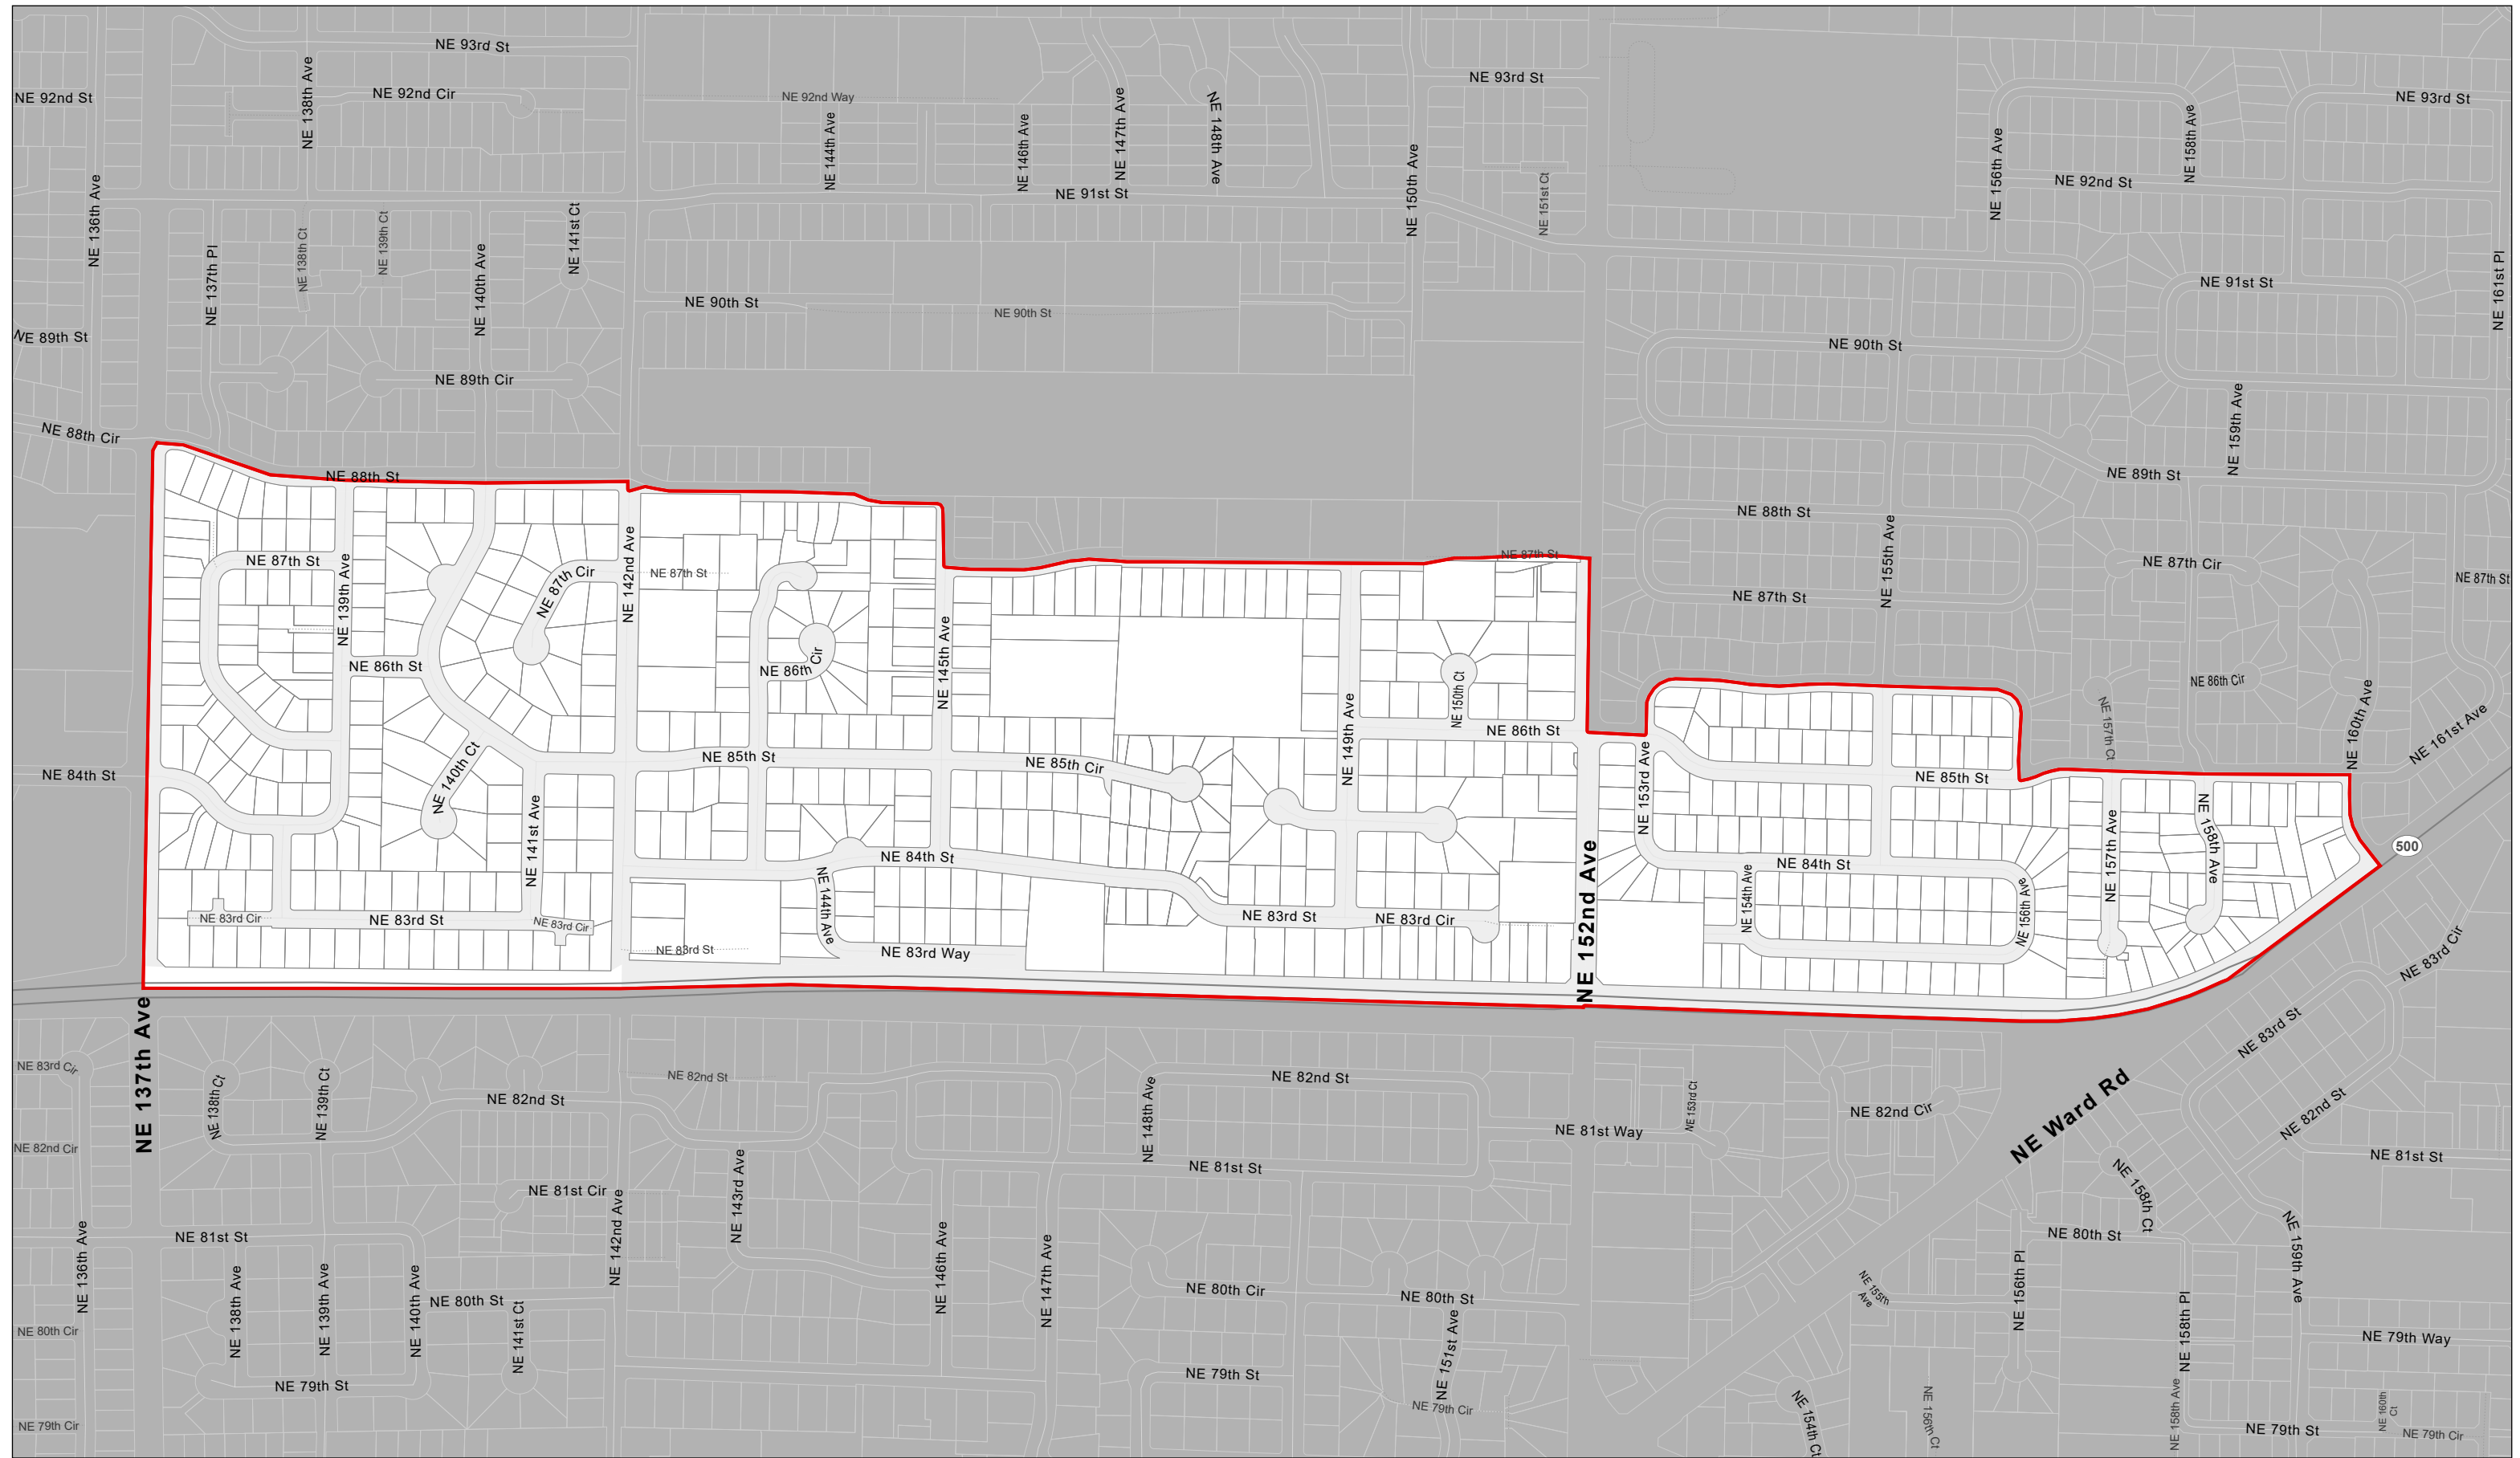 NE 93rd St
NE 138th Ave
NE 92nd St
NE 92nd Cir
NE 92nd Way
NE 144th Ave
NE 146th Ave
NE 147th Ave
NE 148th Ave
NE 150th Ave
NE 93rd St
NE 151st Ct
NE 156th Ave
NE 158th Ave
NE 93rd St
NE 92nd St
NE 136th Ave
NE 91st St
NE 137th Pl
NE 138th Ct
NE 139th Ct
NE 140th Ave
NE 141st Ct
NE 161st Pl
NE 91st St
NE 90th St
NE 90th St
NE 89th St
NE 90th St
NE 89th Cir
NE 159th Ave
NE 88th Cir
NE 88th St
NE 89th St
NE 88th St
NE 155th Ave
NE 87th St
NE 139th Ave
NE 87th Cir
NE 142nd Ave
NE 87th St
NE 87th St
NE 87th Cir
NE 87th St
NE 87th St
NE 86th St
NE 86th Cir
NE 145th Ave
NE 149th Ave
NE 150th Ct
NE 86th St
NE 86th Cir
NE 157th Ct
NE 160th Ave
NE 161st Ave
NE 84th St
NE 140th Ct
NE 85th St
NE 85th Cir
NE 153rd Ave
NE 85th St
NE 141st Ave
NE 84th St
NE 152nd Ave
NE 84th St
NE 154th Ave
NE 156th Ave
NE 157th Ave
NE 158th Ave
500
NE 83rd Cir
NE 83rd St
NE 83rd Cir
NE 83rd St
NE 144th Ave
NE 83rd Way
NE 83rd St
NE 83rd Cir
NE 83rd Cir
NE 137th Ave
NE 83rd Cir
NE 138th Ct
NE 139th Ct
NE 82nd St
NE 82nd St
NE 148th Ave
NE 82nd St
NE 153rd Ct
NE 82nd Cir
NE Ward Rd
NE 83rd St
NE 82nd St
NE 82nd Cir
NE 81st Way
NE 143rd Ave
NE 81st St
NE 81st St
NE 158th Ct
NE 81st Cir
NE 142nd Ave
NE 136th Ave
NE 81st St
NE 146th Ave
NE 147th Ave
NE 80th St
NE 159th Ave
NE 138th Ave
NE 139th Ave
NE 140th Ave
NE 80th St
NE 141st Ct
NE 80th Cir
NE 80th St
NE 155th
Ave
NE 156th Pl
NE 158th Pl
NE 80th Cir
NE 79th Way
NE 79th St
NE 79th St
NE 151st Ave
NE 79th Cir
NE 79th Cir
NE 154th Ct
NE 156th Ct
NE 158th Ave
NE 79th St
NE 160th
Ct
NE 79th Cir